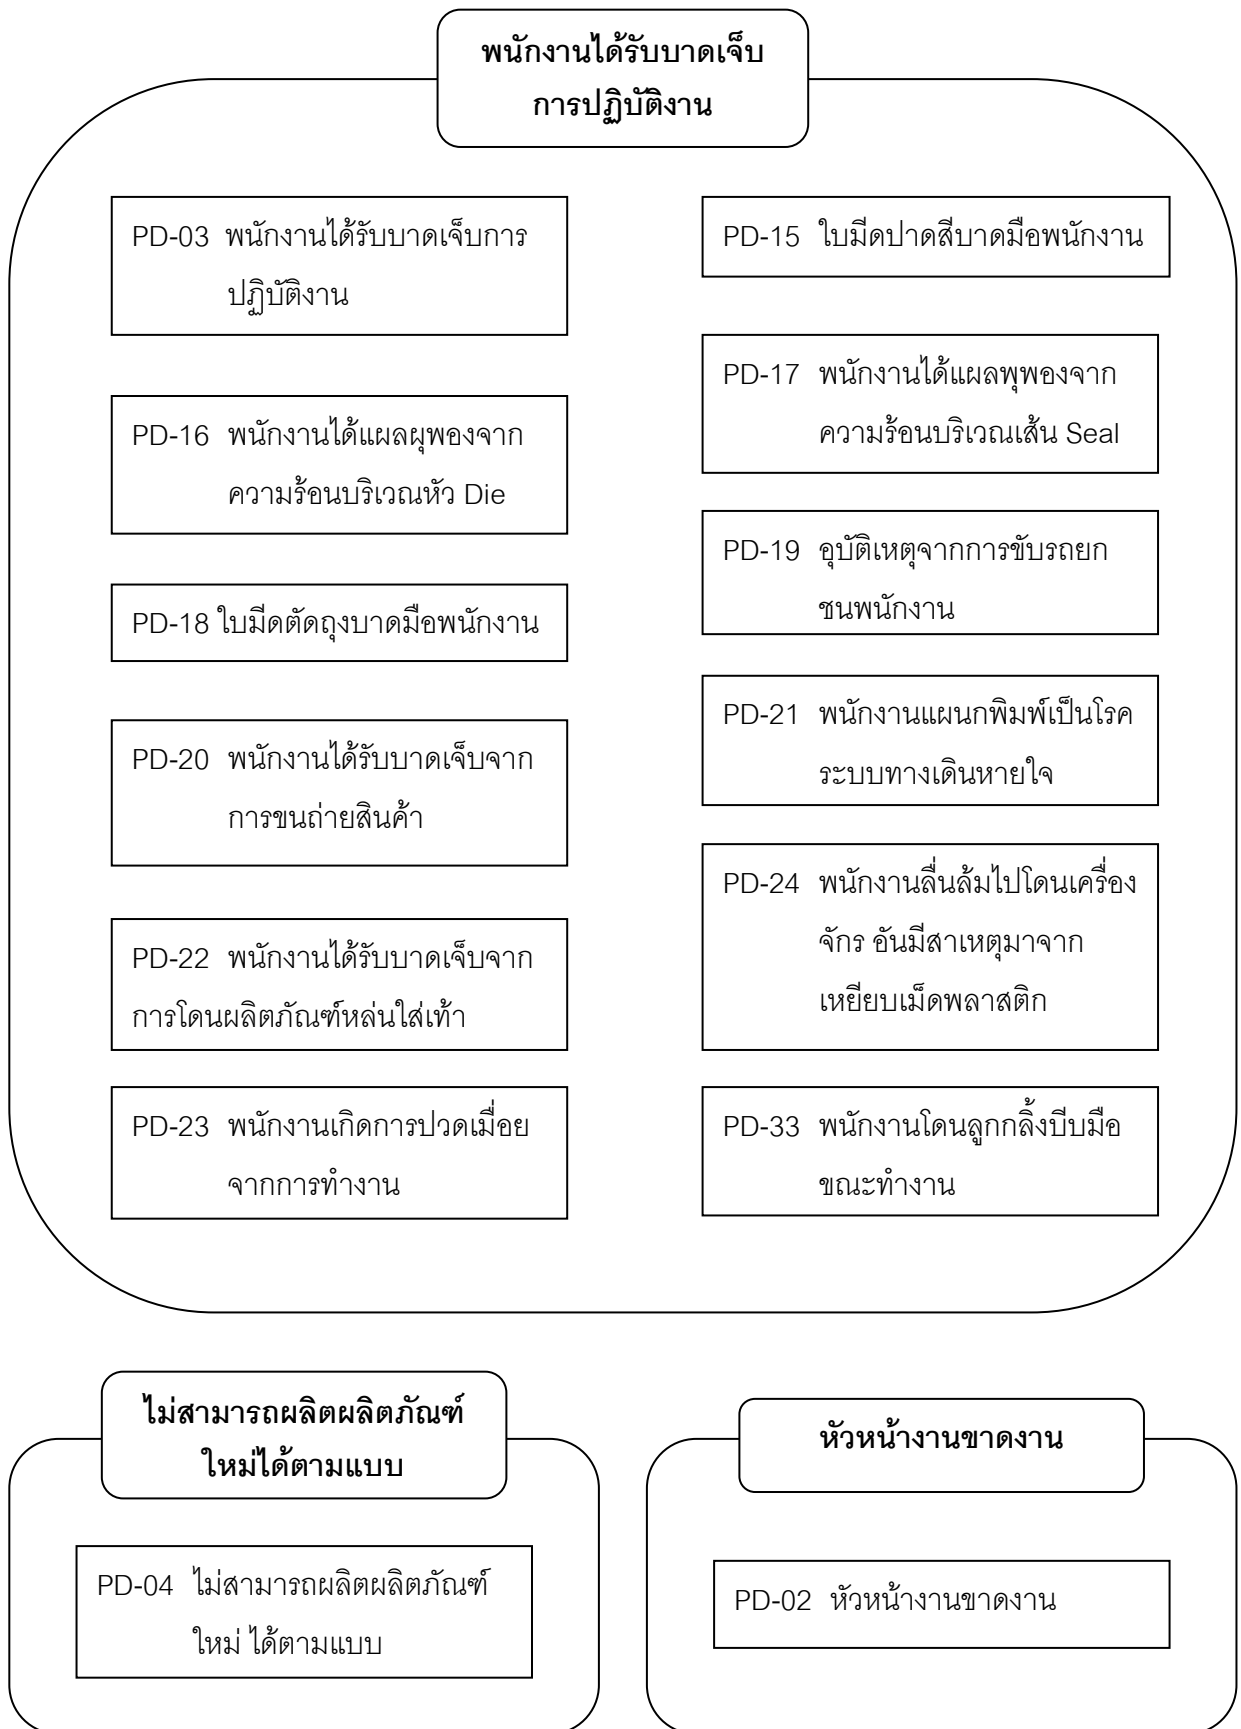 พนักงานได้รับบาดเจ็บ
การปฏิบัติงาน
PD-03 พนักงานได้รับบาดเจ็บการ
ปฏิบัติงาน
PD-16 พนักงานได้แผลผุพองจาก
ความร้อนบริเวณหัว Die
PD-18 ใบมีดตัดถุงบาดมือพนักงาน
PD-20 พนักงานได้รับบาดเจ็บจาก
การขนถ่ายสินค้า
PD-22 พนักงานได้รับบาดเจ็บจาก
การโดนผลิตภัณฑ์หล่นใส่เท้า
PD-23 พนักงานเกิดการปวดเมื่อย
จากการทำงาน
PD-15 ใบมีดปาดสีบาดมือพนักงาน
PD-17 พนักงานได้แผลพุพองจาก
ความร้อนบริเวณเส้น Seal
PD-19 อุบัติเหตุจากการขับรถยก
ชนพนักงาน
PD-21 พนักงานแผนกพิมพ์เป็นโรค
ระบบทางเดินหายใจ
PD-24 พนักงานลื่นล้มไปโดนเครื่อง
จักร อันมีสาเหตุมาจาก
เหยียบเม็ดพลาสติก
PD-33 พนักงานโดนลูกกลิ้งบีบมือ
ขณะทำงาน
ไม่สามารถผลิตผลิตภัณฑ์
ใหม่ได้ตามแบบ
PD-04 ไม่สามารถผลิตผลิตภัณฑ์
ใหม่ ได้ตามแบบ
หัวหน้างานขาดงาน
PD-02 หัวหน้างานขาดงาน